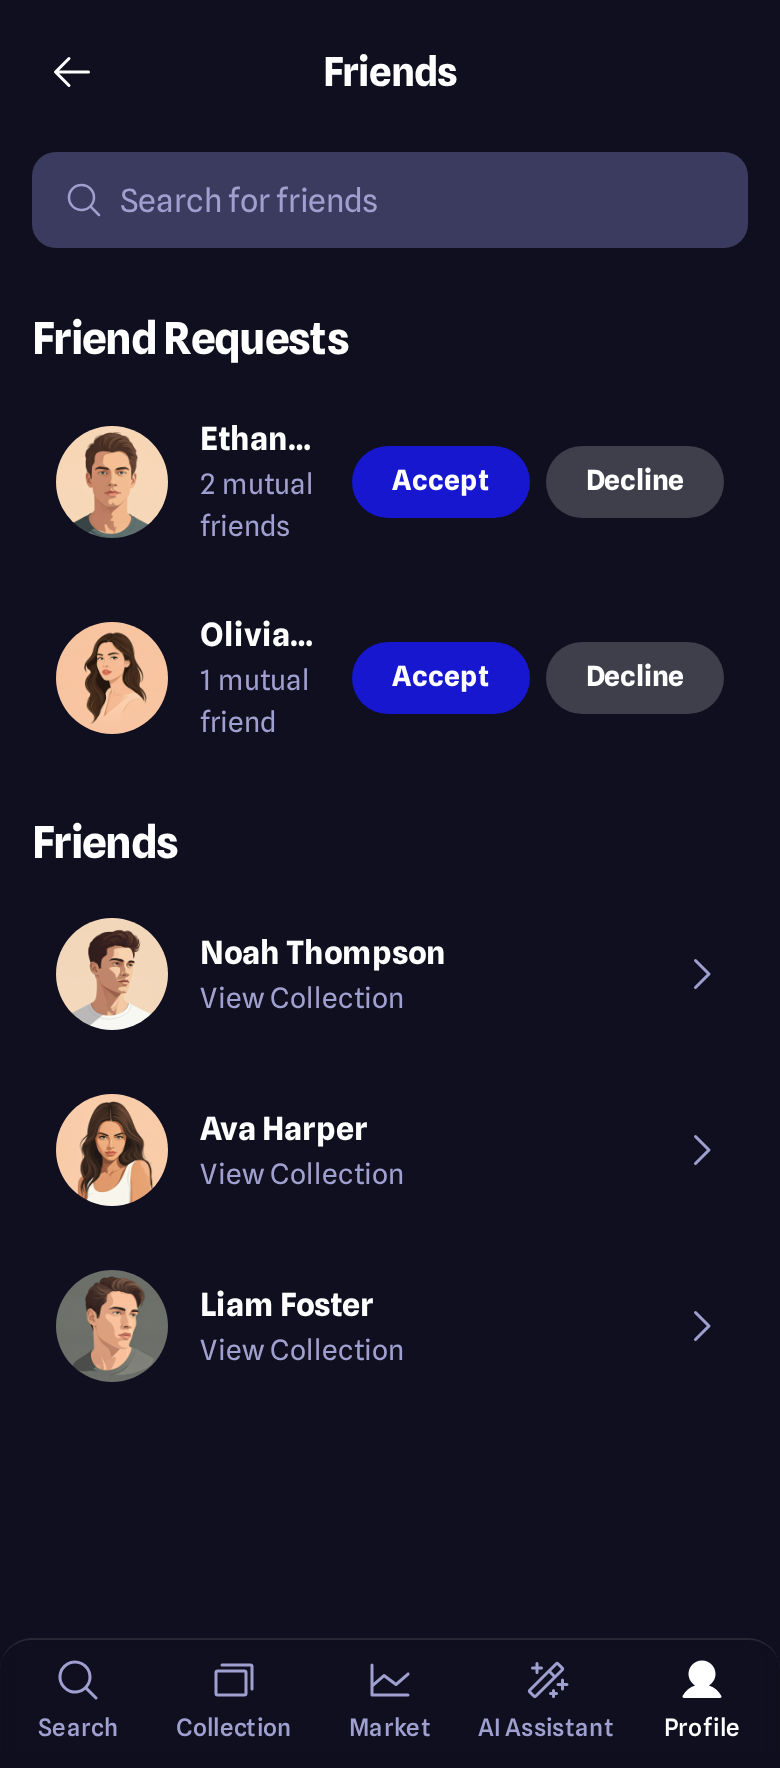 Friends
Search for friends
Friend Requests
Ethan...
2 mutual
friends
Accept
Decline
Olivia...
1 mutual
friend
Accept
Decline
Friends
Noah Thompson
View Collection
Ava Harper
View Collection
Liam Foster
View Collection
Search
Collection
Market
AI Assistant
Profile